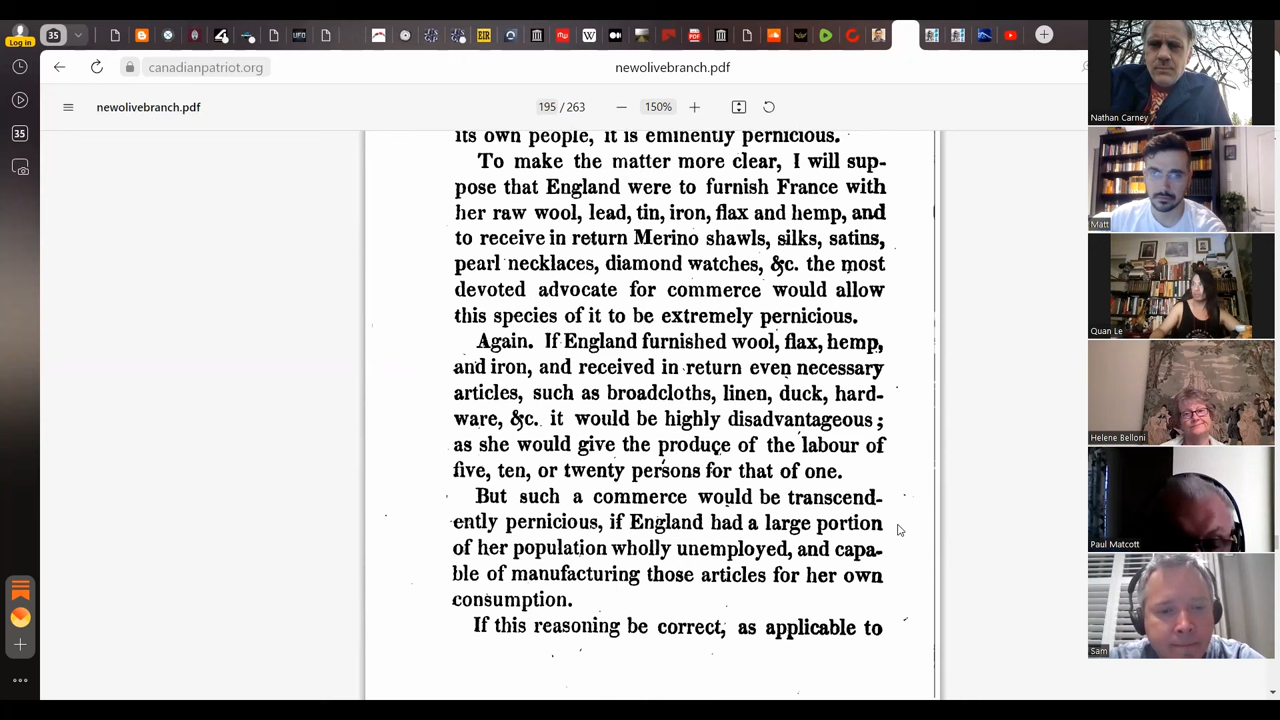 35
Log in
EIR
UFO
PDF
W
canadianpatriot.org
newolivebranch.pdf
newolivebranch.pdf
195 / 263
150%
35
its own people, it is eminently pernicious.
To make the matter more clear, I will sup-
pose that England were to furnish France with
her raw wool, lead, tin, iron, flax and hemp, and
to receive in return Merino shawls, silks, satins,
pearl necklaces, diamond watches, &c. the most
devoted advocate for commerce would allow
this species of it to be extremely pernicious.
Again. If England furnished wool, flax, hemp,
and iron, and received in return even necessary
articles, such as broadcloths, linen, duck, hard-
ware, &c. it would be highly disadvantageous;
as she would give the produce of the labour of
five, ten, or twenty persons for that of one.
But such a commerce would be transcend-
ently pernicious, if England had a large portion
of her population wholly unemployed, and capa-
ble of manufacturing those articles for her own
consumption.
If this reasoning be correct, as applicable to
Nathan Carney
Matt
Quan Le
Helene Belloni
Paul Matcott
Sam